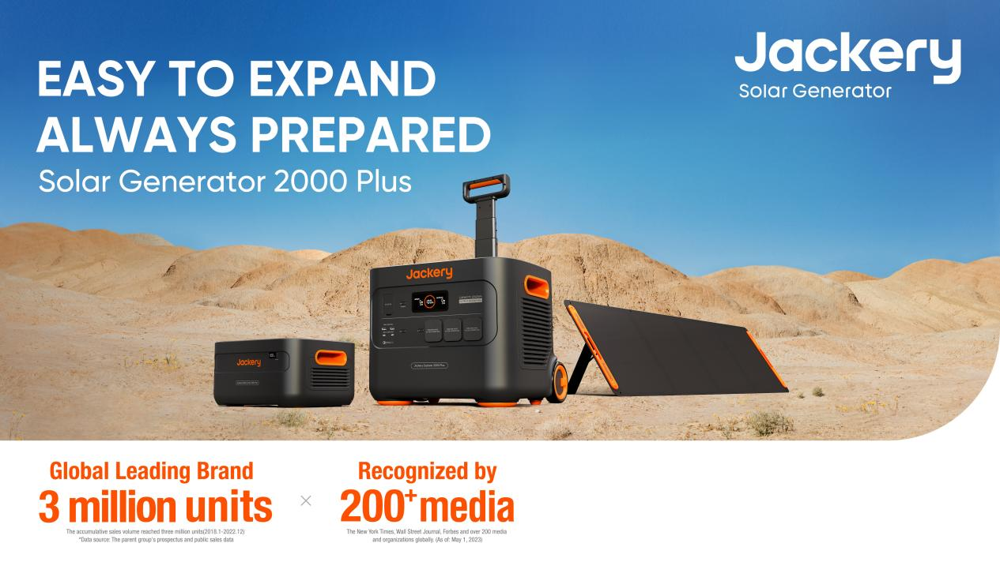 EASY TO EXPAND
ALWAYS PREPARED
Solar Generator 2000 Plus
Jackery
Solar Generator
Jackery
Jackery
Jackery Explorer 2000 Plus
Global Leading Brand
3 million units
The accumulative sales volume reached three million units(2018.1-2022.12)
*Data source: The parent group's prospectus and public sales data
×
Recognized by
200+media
The New York Times, Wall Street Journal, Forbes and over 200 media
and organizations globally. (As of: May 1, 2023)